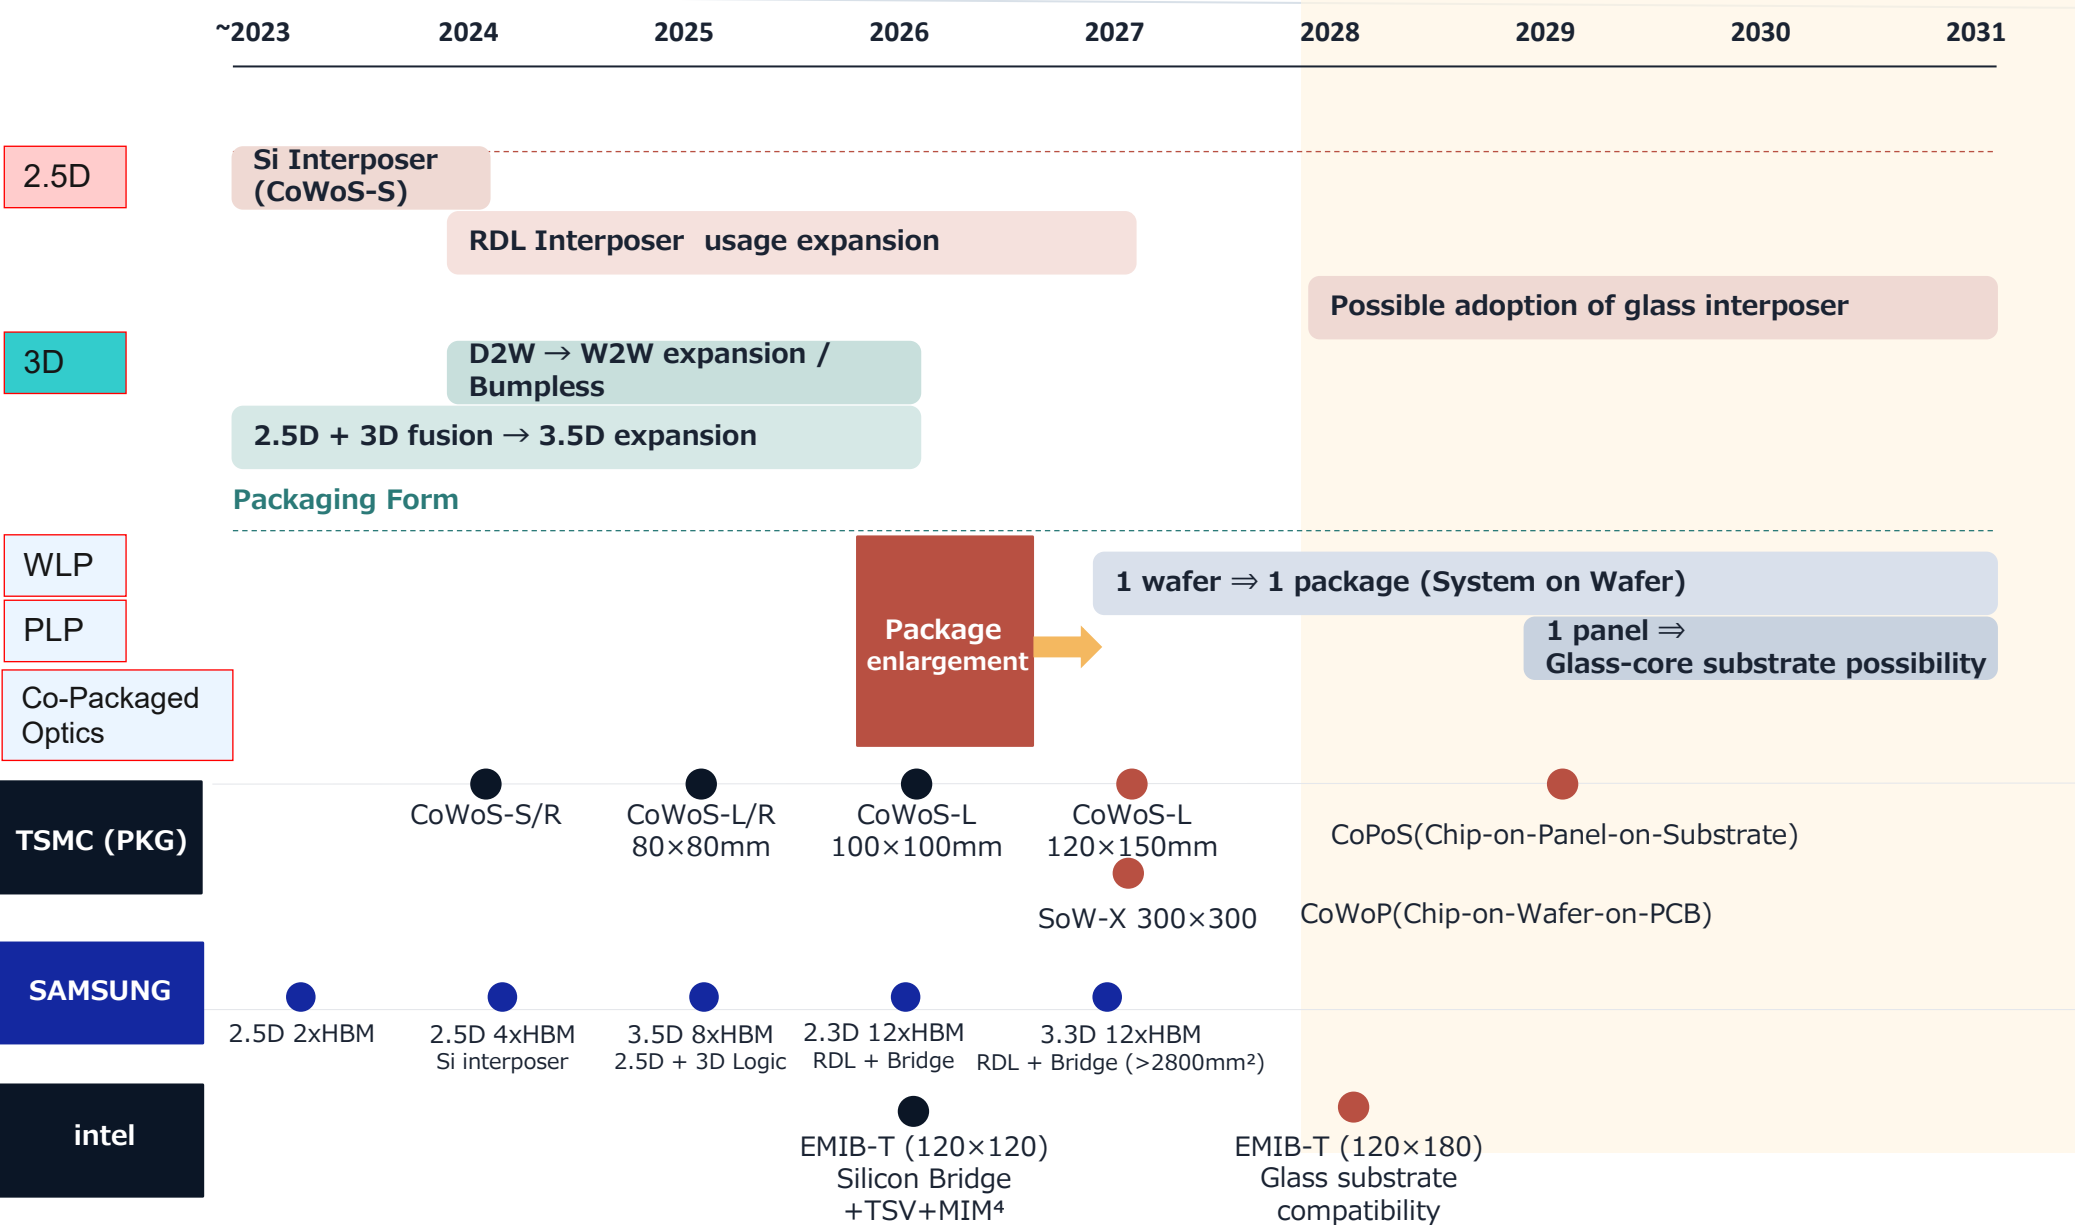 ~2023 2024 2025 2026 2027 2028 2029 2030 2031
2.5D
Si Interposer
(CoWoS-S)
RDL Interposer usage expansion
Possible adoption of glass interposer
3D
D2W → W2W expansion /
Bumpless
2.5D + 3D fusion → 3.5D expansion
Packaging Form
WLP
PLP
Co-Packaged
Optics
Package
enlargement
1 wafer ⇒ 1 package (System on Wafer)
1 panel ⇒
Glass-core substrate possibility
TSMC (PKG)
CoWoS-S/R
CoWoS-L/R
80×80mm
CoWoS-L
100×100mm
CoWoS-L
120×150mm
SoW-X 300×300
CoPoS(Chip-on-Panel-on-Substrate)
CoWoP(Chip-on-Wafer-on-PCB)
SAMSUNG
2.5D 2xHBM
2.5D 4xHBM
Si interposer
3.5D 8xHBM
2.5D + 3D Logic
2.3D 12xHBM
RDL + Bridge
3.3D 12xHBM
RDL + Bridge (>2800mm²)
intel
EMIB-T (120×120)
Silicon Bridge
+TSV+MIM⁴
EMIB-T (120×180)
Glass substrate
compatibility